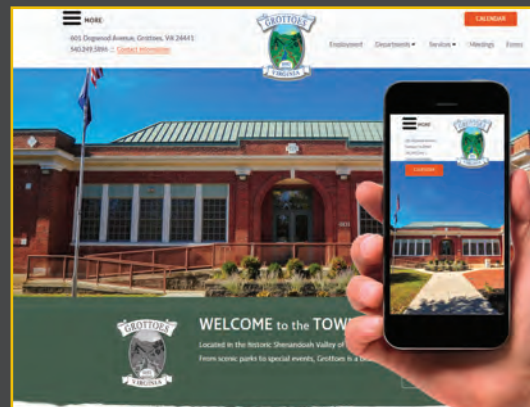 MORE
601 Dogwood Avenue, Grottoes, VA 24441
540.249.5896 :: Contact Information
GROTTOES
VIRGINIA
CALENDAR
Employment Departments Services Meetings Forms
MORE
GROTTOES
VIRGINIA
CALENDAR
GROTTOES
VIRGINIA
WELCOME to the TOWN
Located in the historic Shenandoah Valley of
From scenic parks to special events, Grottoes is a